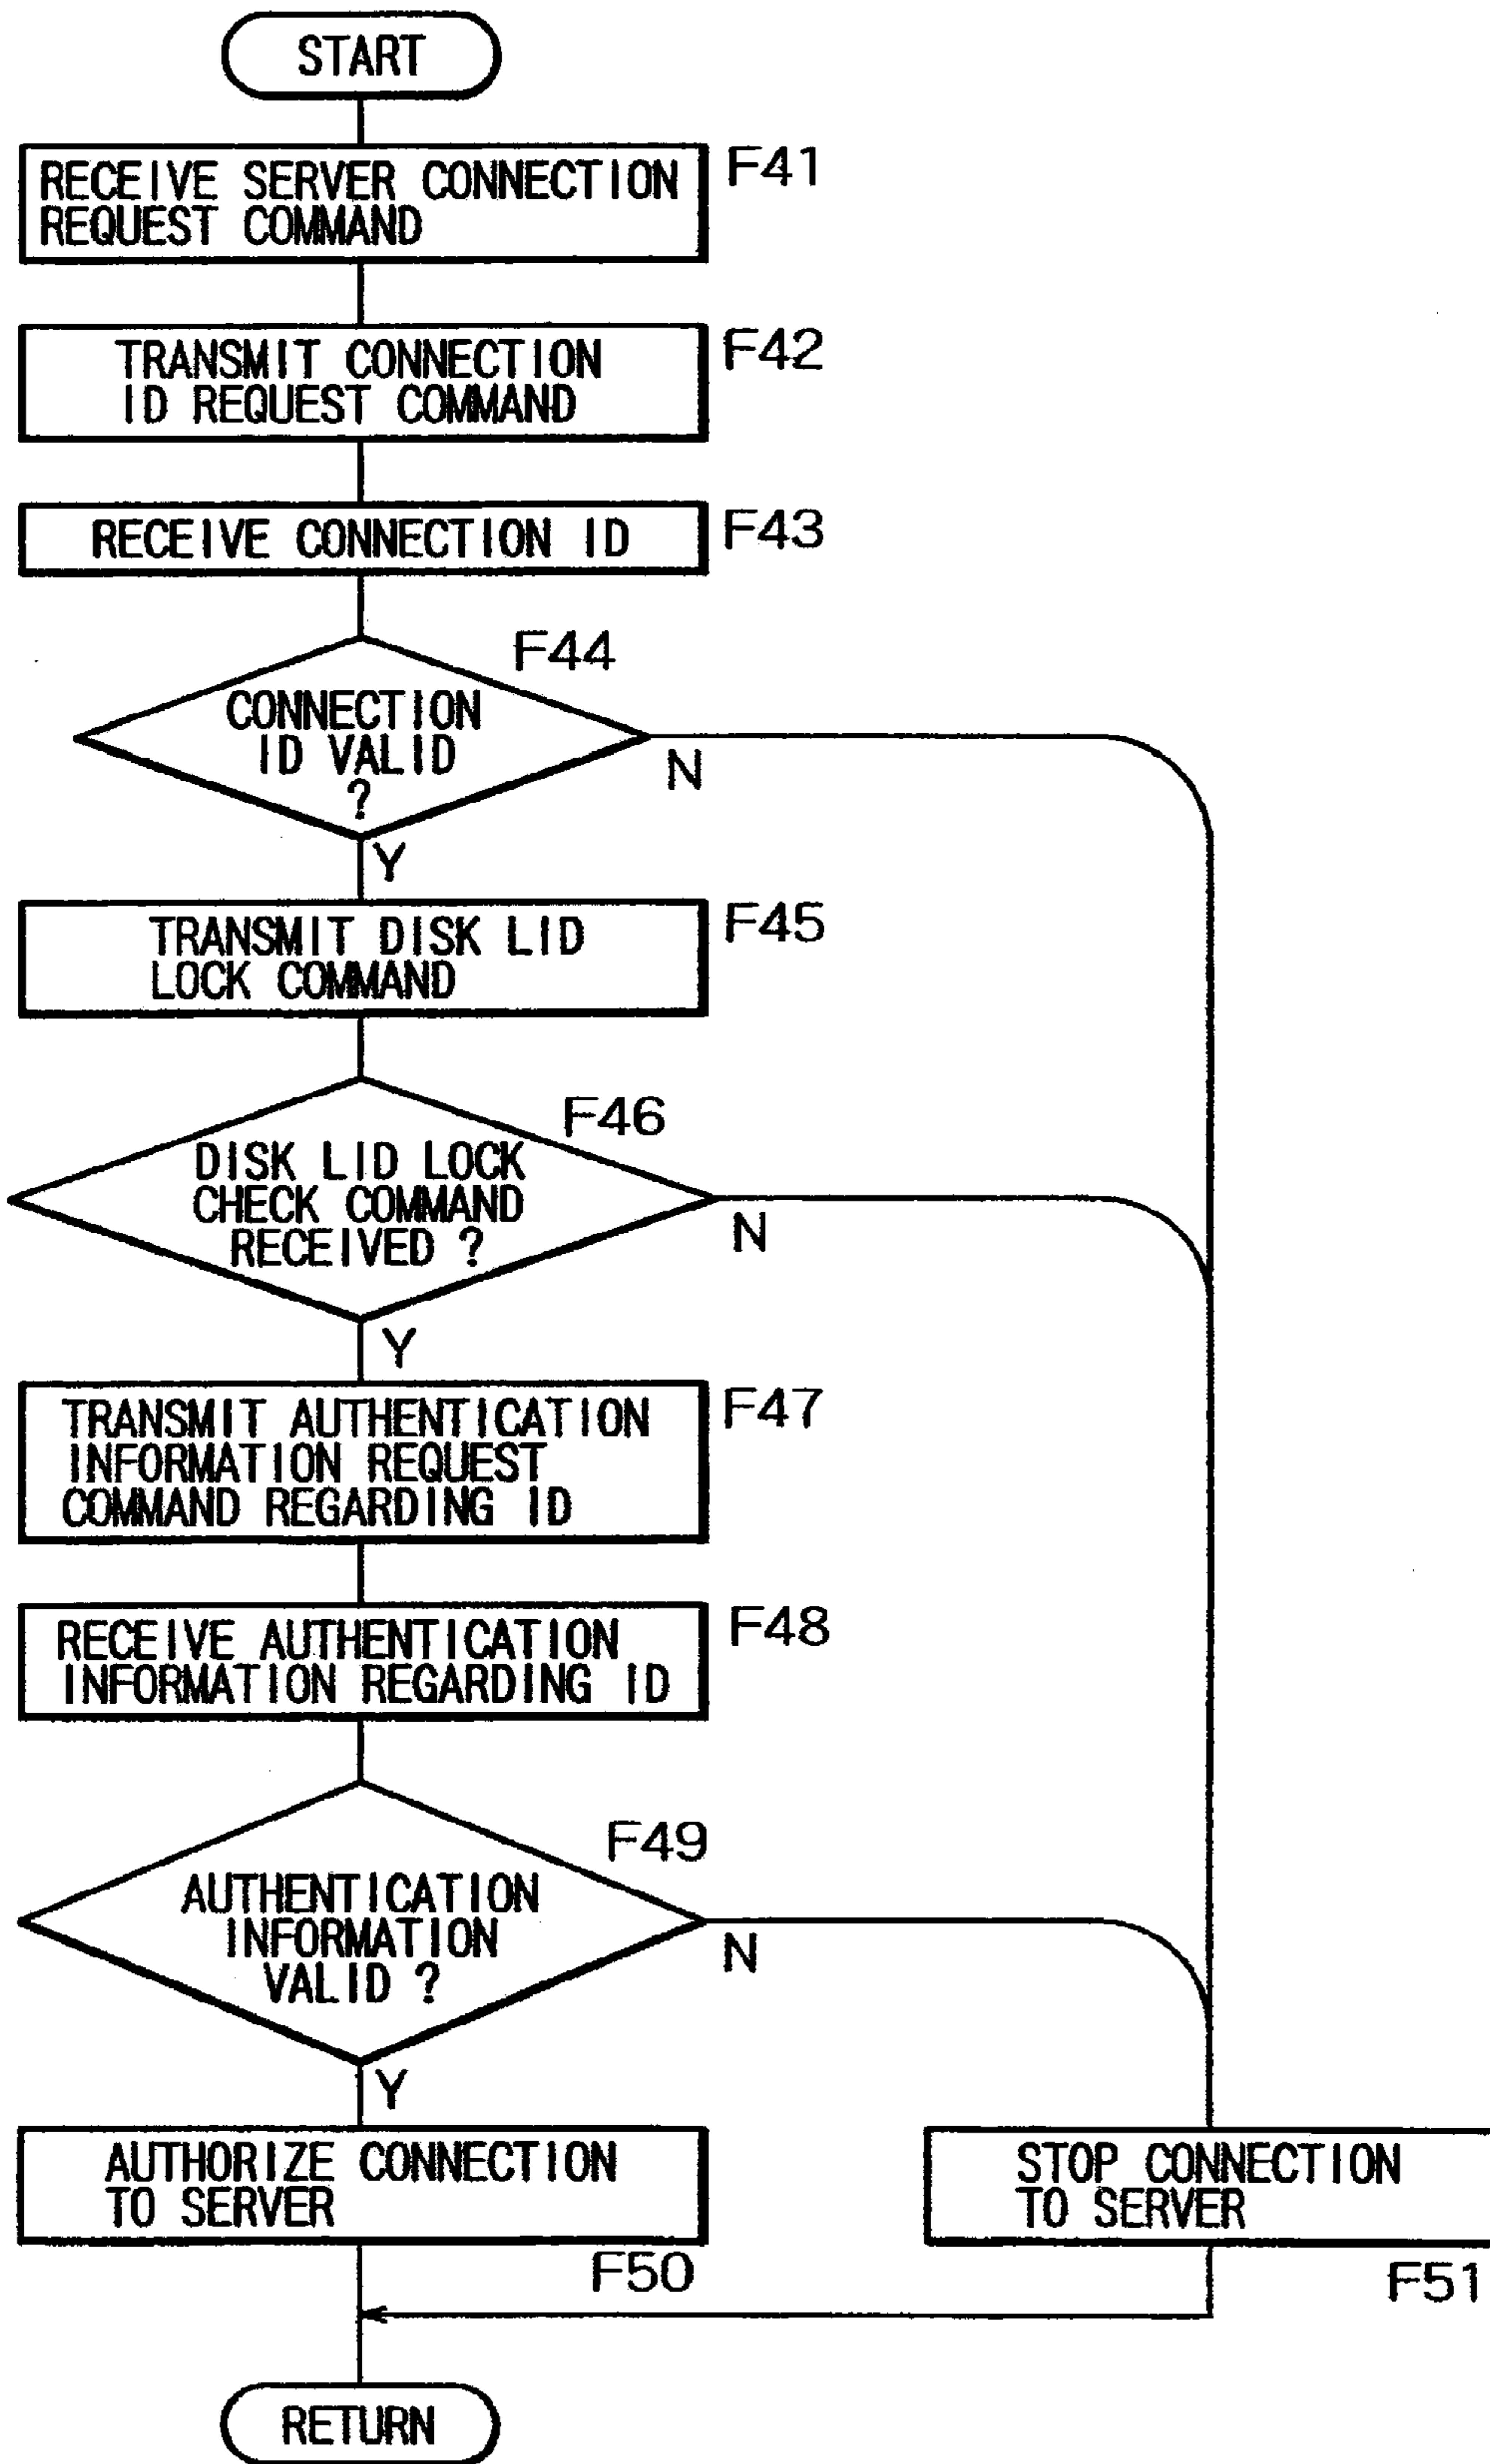 START
RECEIVE SERVER CONNECTION
REQUEST COMMAND
F41
TRANSMIT CONNECTION
ID REQUEST COMMAND
F42
RECEIVE CONNECTION ID
F43
F44
CONNECTION
ID VALID
?
N
Y
TRANSMIT DISK LID
LOCK COMMAND
F45
F46
DISK LID LOCK
CHECK COMMAND
RECEIVED ?
N
Y
TRANSMIT AUTHENTICATION
INFORMATION REQUEST
COMMAND REGARDING ID
F47
RECEIVE AUTHENTICATION
INFORMATION REGARDING ID
F48
F49
AUTHENTICATION
INFORMATION
VALID ?
N
Y
AUTHORIZE CONNECTION
TO SERVER
F50
STOP CONNECTION
TO SERVER
F51
RETURN